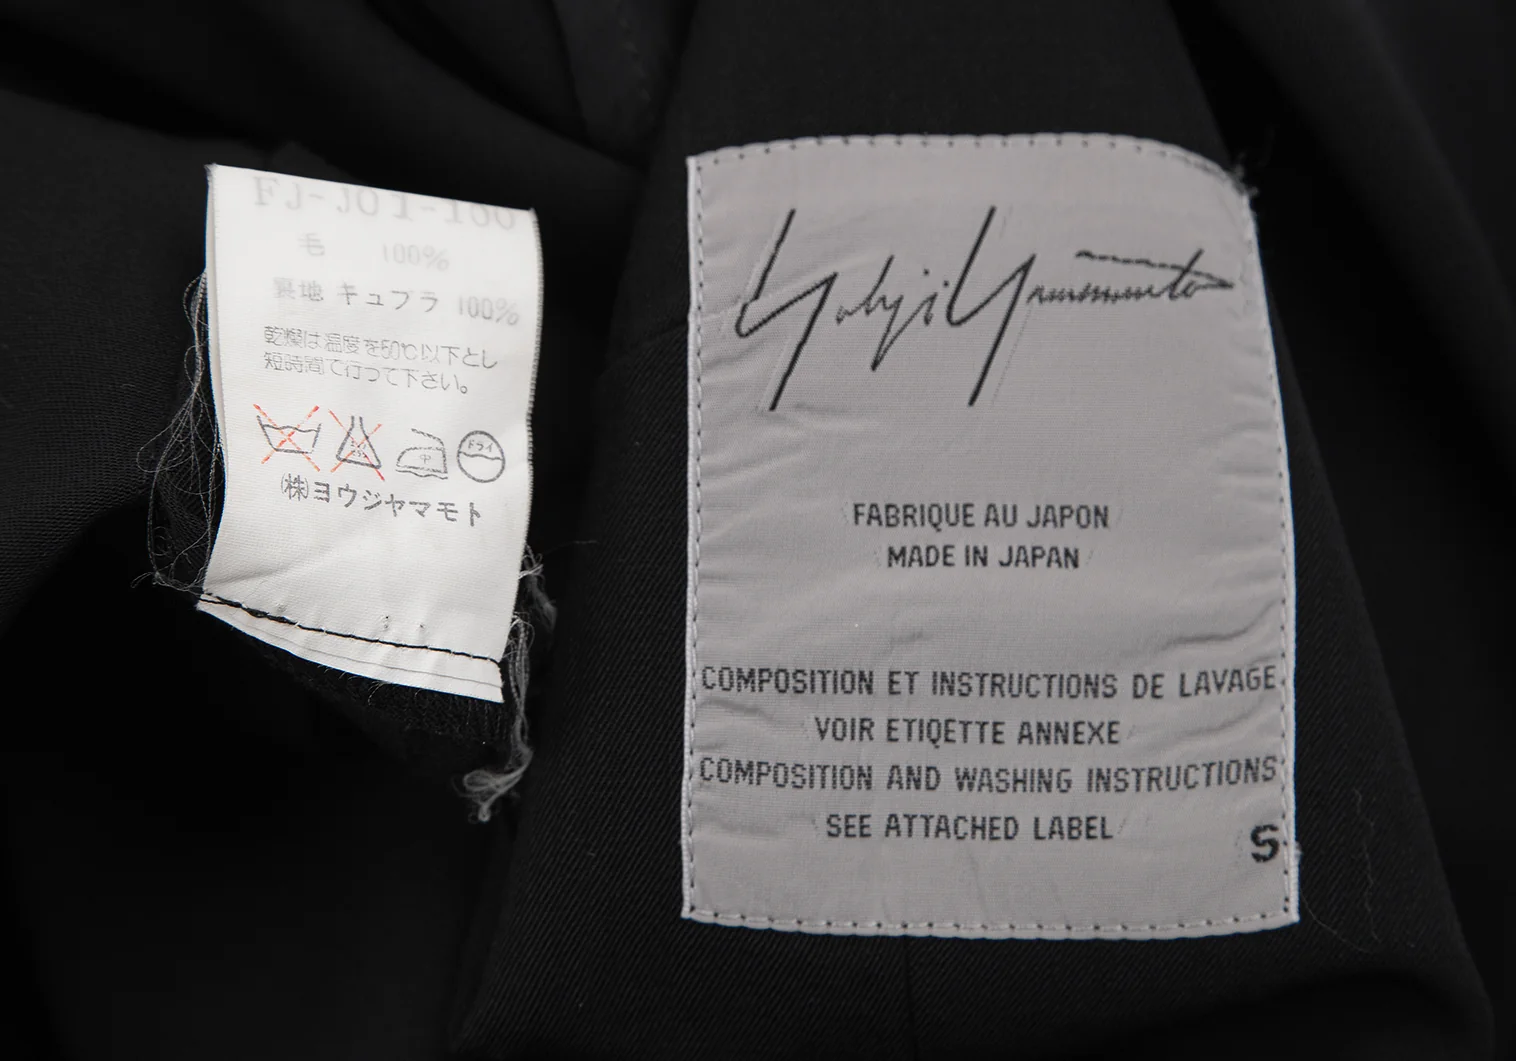 FJ-J01-100
毛 100%
裏地 キュプラ 100%
乾燥は温度を60℃以下とし
短時間で行って下さい。
中 ドライ
㈱ヨウジヤマモト
Yohji Yamamoto
FABRIQUE AU JAPON
MADE IN JAPAN
COMPOSITION ET INSTRUCTIONS DE LAVAGE
VOIR ETIQETTE ANNEXE
COMPOSITION AND WASHING INSTRUCTIONS
SEE ATTACHED LABEL
S